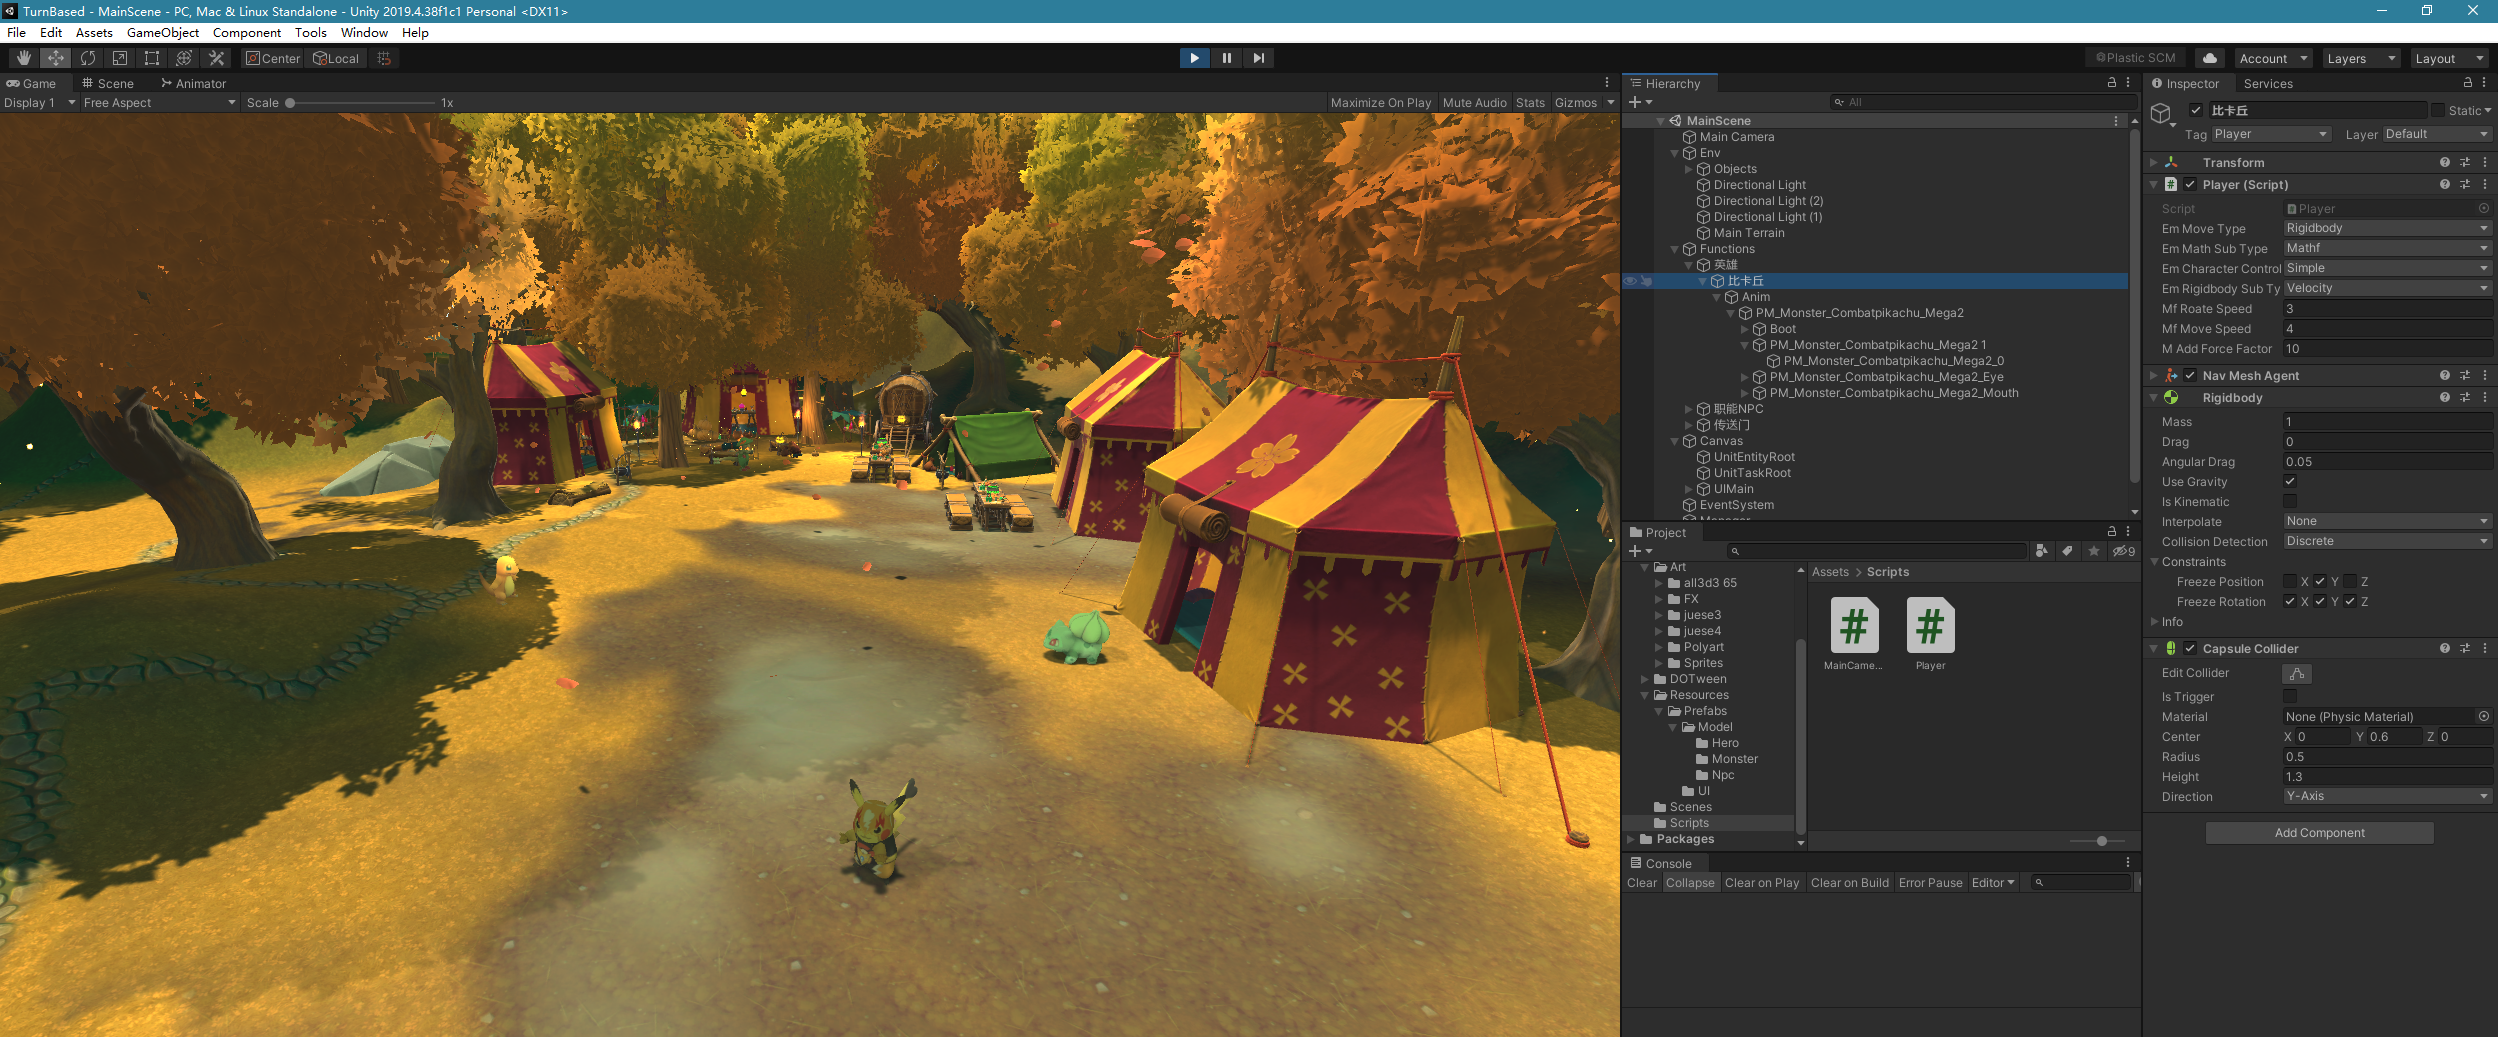 TurnBased - MainScene - PC, Mac & Linux Standalone - Unity 2019.4.38f1c1 Personal <DX11>
File Edit Assets GameObject Component Tools Window Help
Center Local
Plastic SCM Account Layers Layout
Game Scene Animator
Display 1 Free Aspect Scale 1x
Maximize On Play Mute Audio Stats Gizmos
Hierarchy
All
MainScene
Main Camera
Env
Objects
Directional Light
Directional Light (2)
Directional Light (1)
Main Terrain
Functions
英雄
比卡丘
Anim
PM_Monster_Combatpikachu_Mega2
Boot
PM_Monster_Combatpikachu_Mega2 1
PM_Monster_Combatpikachu_Mega2_0
PM_Monster_Combatpikachu_Mega2_Eye
PM_Monster_Combatpikachu_Mega2_Mouth
职能NPC
传送门
Canvas
UnitEntityRoot
UnitTaskRoot
UIMain
EventSystem
Project
9
Art
all3d3 65
FX
juese3
juese4
Polyart
Sprites
DOTween
Resources
Prefabs
Model
Hero
Monster
Npc
UI
Scenes
Scripts
Packages
Assets > Scripts
MainCame...
Player
Console
Clear Collapse Clear on Play Clear on Build Error Pause Editor
Inspector Services
比卡丘 Static
Tag Player Layer Default
Transform
Player (Script)
Script Player
Em Move Type Rigidbody
Em Math Sub Type Mathf
Em Character Control Simple
Em Rigidbody Sub Ty Velocity
Mf Roate Speed 3
Mf Move Speed 4
M Add Force Factor 10
Nav Mesh Agent
Rigidbody
Mass 1
Drag 0
Angular Drag 0.05
Use Gravity
Is Kinematic
Interpolate None
Collision Detection Discrete
Constraints
Freeze Position X Y Z
Freeze Rotation X Y Z
Info
Capsule Collider
Edit Collider
Is Trigger
Material None (Physic Material)
Center X 0 Y 0.6 Z 0
Radius 0.5
Height 1.3
Direction Y-Axis
Add Component